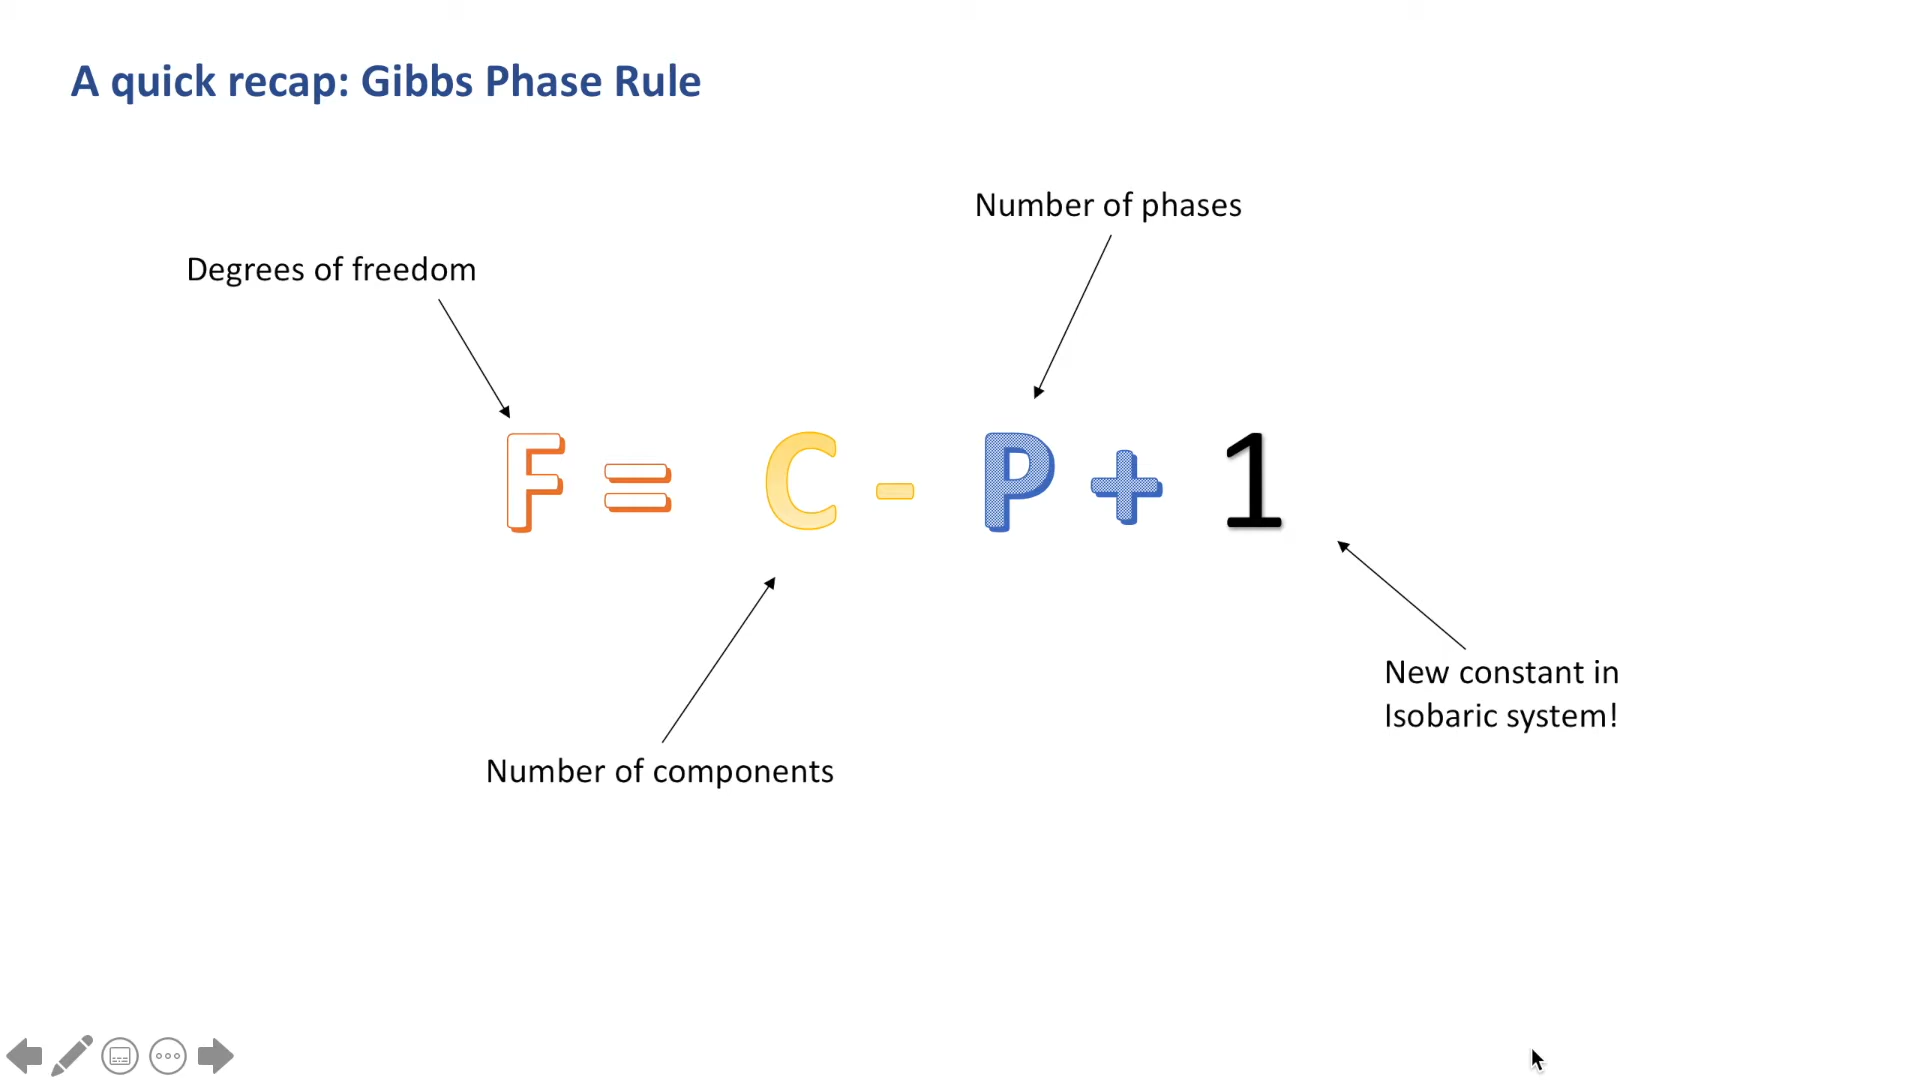 A quick recap: Gibbs Phase Rule
Number of phases
Degrees of freedom
F = C - P + 1
New constant in
Isobaric system!
Number of components